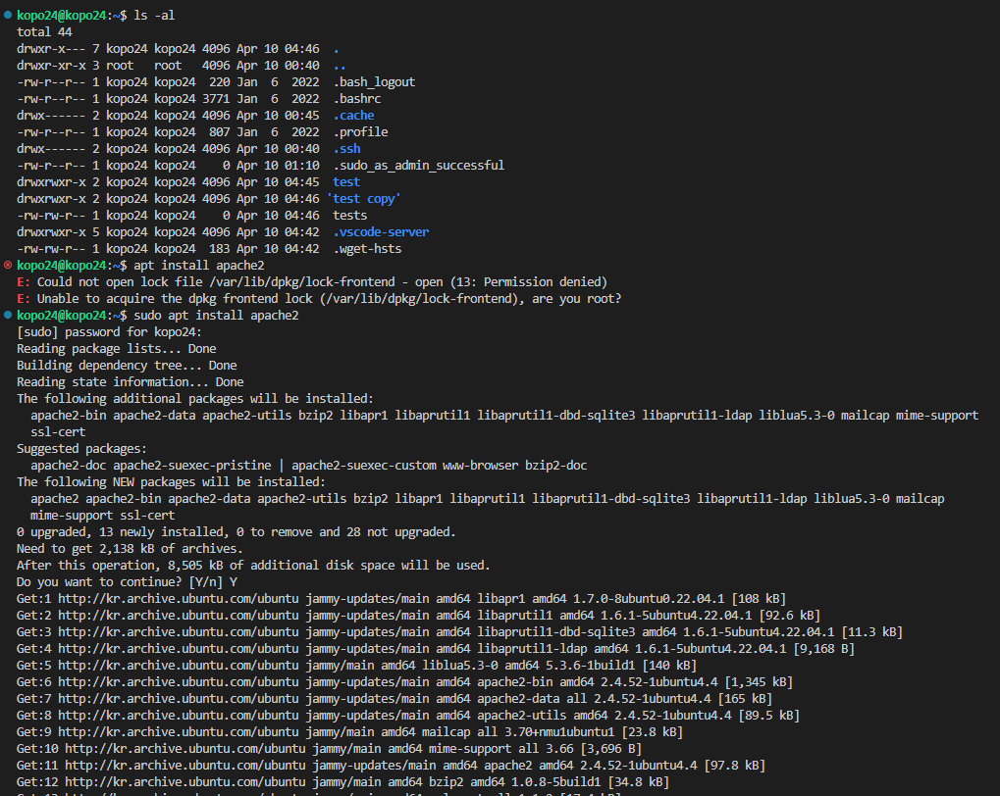 kopo24@kopo24:~$ ls -al
total 44
drwxr-x--- 7 kopo24 kopo24 4096 Apr 10 04:46 .
drwxr-xr-x 3 root   root   4096 Apr 10 00:40 ..
-rw-r--r-- 1 kopo24 kopo24  220 Jan  6  2022 .bash_logout
-rw-r--r-- 1 kopo24 kopo24 3771 Jan  6  2022 .bashrc
drwx------ 2 kopo24 kopo24 4096 Apr 10 00:45 .cache
-rw-r--r-- 1 kopo24 kopo24  807 Jan  6  2022 .profile
drwx------ 2 kopo24 kopo24 4096 Apr 10 00:40 .ssh
-rw-r--r-- 1 kopo24 kopo24    0 Apr 10 01:10 .sudo_as_admin_successful
drwxrwxr-x 2 kopo24 kopo24 4096 Apr 10 04:45 test
drwxrwxr-x 2 kopo24 kopo24 4096 Apr 10 04:46 'test copy'
-rw-rw-r-- 1 kopo24 kopo24    0 Apr 10 04:46 tests
drwxrwxr-x 5 kopo24 kopo24 4096 Apr 10 04:42 .vscode-server
-rw-rw-r-- 1 kopo24 kopo24  183 Apr 10 04:42 .wget-hsts
kopo24@kopo24:~$ apt install apache2
E: Could not open lock file /var/lib/dpkg/lock-frontend - open (13: Permission denied)
E: Unable to acquire the dpkg frontend lock (/var/lib/dpkg/lock-frontend), are you root?
kopo24@kopo24:~$ sudo apt install apache2
[sudo] password for kopo24:
Reading package lists... Done
Building dependency tree... Done
Reading state information... Done
The following additional packages will be installed:
  apache2-bin apache2-data apache2-utils bzip2 libapr1 libaprutil1 libaprutil1-dbd-sqlite3 libaprutil1-ldap liblua5.3-0 mailcap mime-support
  ssl-cert
Suggested packages:
  apache2-doc apache2-suexec-pristine | apache2-suexec-custom www-browser bzip2-doc
The following NEW packages will be installed:
  apache2 apache2-bin apache2-data apache2-utils bzip2 libapr1 libaprutil1 libaprutil1-dbd-sqlite3 libaprutil1-ldap liblua5.3-0 mailcap
  mime-support ssl-cert
0 upgraded, 13 newly installed, 0 to remove and 28 not upgraded.
Need to get 2,138 kB of archives.
After this operation, 8,505 kB of additional disk space will be used.
Do you want to continue? [Y/n] Y
Get:1 http://kr.archive.ubuntu.com/ubuntu jammy-updates/main amd64 libapr1 amd64 1.7.0-8ubuntu0.22.04.1 [108 kB]
Get:2 http://kr.archive.ubuntu.com/ubuntu jammy-updates/main amd64 libaprutil1 amd64 1.6.1-5ubuntu4.22.04.1 [92.6 kB]
Get:3 http://kr.archive.ubuntu.com/ubuntu jammy-updates/main amd64 libaprutil1-dbd-sqlite3 amd64 1.6.1-5ubuntu4.22.04.1 [11.3 kB]
Get:4 http://kr.archive.ubuntu.com/ubuntu jammy-updates/main amd64 libaprutil1-ldap amd64 1.6.1-5ubuntu4.22.04.1 [9,168 B]
Get:5 http://kr.archive.ubuntu.com/ubuntu jammy/main amd64 liblua5.3-0 amd64 5.3.6-1build1 [140 kB]
Get:6 http://kr.archive.ubuntu.com/ubuntu jammy-updates/main amd64 apache2-bin amd64 2.4.52-1ubuntu4.4 [1,345 kB]
Get:7 http://kr.archive.ubuntu.com/ubuntu jammy-updates/main amd64 apache2-data all 2.4.52-1ubuntu4.4 [165 kB]
Get:8 http://kr.archive.ubuntu.com/ubuntu jammy-updates/main amd64 apache2-utils amd64 2.4.52-1ubuntu4.4 [89.5 kB]
Get:9 http://kr.archive.ubuntu.com/ubuntu jammy/main amd64 mailcap all 3.70+nmu1ubuntu1 [23.8 kB]
Get:10 http://kr.archive.ubuntu.com/ubuntu jammy/main amd64 mime-support all 3.66 [3,696 B]
Get:11 http://kr.archive.ubuntu.com/ubuntu jammy-updates/main amd64 apache2 amd64 2.4.52-1ubuntu4.4 [97.8 kB]
Get:12 http://kr.archive.ubuntu.com/ubuntu jammy/main amd64 bzip2 amd64 1.0.8-5build1 [34.8 kB]